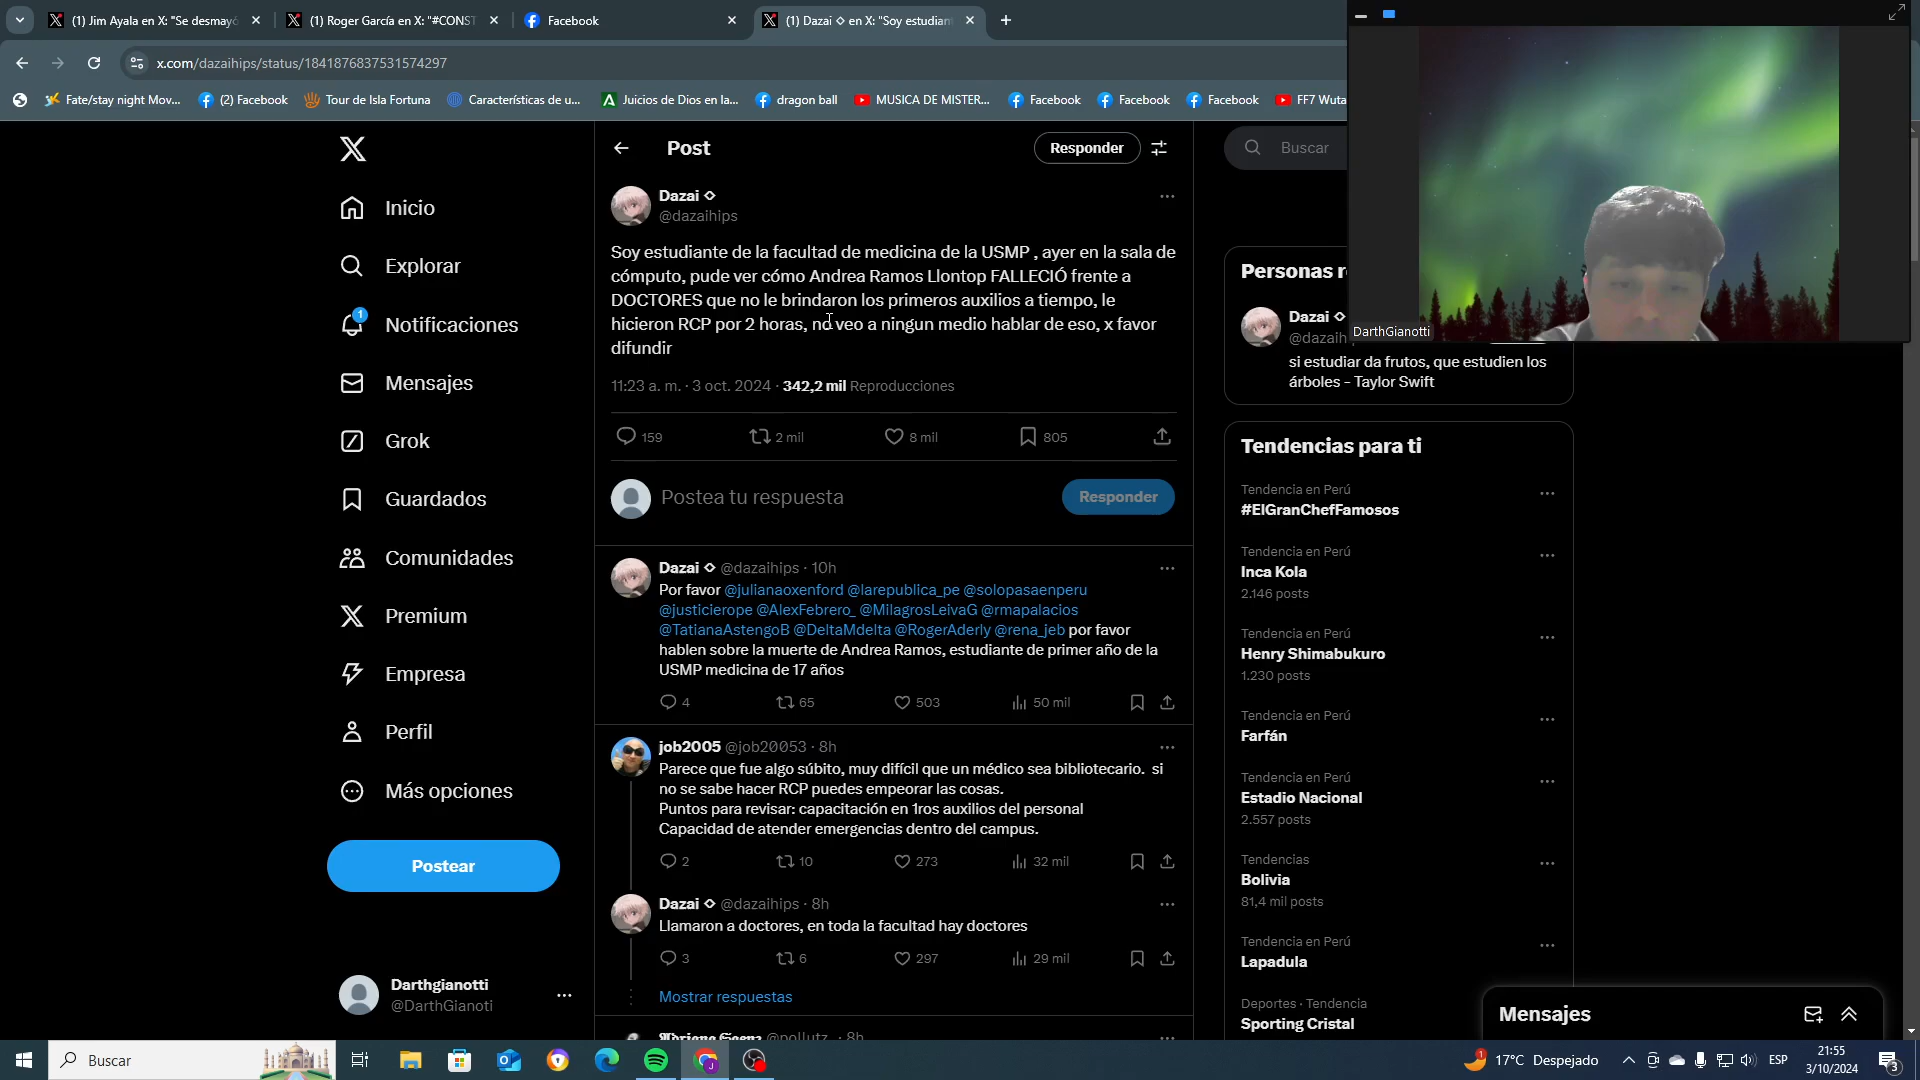 (1) Jim Ayala en X: "Se desmayó
(1) Roger García en X: "#CONST
Facebook
(1) Dazai ◇ en X: "Soy estudian
x.com/dazaihips/status/1841876837531574297
Fate/stay night Mov...
(2) Facebook
Tour de Isla Fortuna
Características de u...
Juicios de Dios en la...
dragon ball
MUSICA DE MISTER...
Facebook
Facebook
Facebook
FF7 Wuta
Inicio
Explorar
1
Notificaciones
Mensajes
Grok
Guardados
Comunidades
Premium
Empresa
Perfil
Más opciones
Postear
Darthgianotti
@DarthGianoti
Post
Responder
Dazai ◇
@dazaihips
Soy estudiante de la facultad de medicina de la USMP , ayer en la sala de
cómputo, pude ver cómo Andrea Ramos Llontop FALLECIÓ frente a
DOCTORES que no le brindaron los primeros auxilios a tiempo, le
hicieron RCP por 2 horas, no veo a ningun medio hablar de eso, x favor
difundir
11:23 a. m. · 3 oct. 2024 · 342,2 mil Reproducciones
159 2 mil 8 mil 805
Postea tu respuesta
Responder
Dazai ◇ @dazaihips · 10h
Por favor @julianaoxenford @larepublica_pe @solopasaenperu
@justicierope @AlexFebrero_ @MilagrosLeivaG @rmapalacios
@TatianaAstengoB @DeltaMdelta @RogerAderly @rena_jeb por favor
hablen sobre la muerte de Andrea Ramos, estudiante de primer año de la
USMP medicina de 17 años
4 65 503 50 mil
job2005 @job20053 · 8h
Parece que fue algo súbito, muy difícil que un médico sea bibliotecario. si
no se sabe hacer RCP puedes empeorar las cosas.
Puntos para revisar: capacitación en 1ros auxilios del personal
Capacidad de atender emergencias dentro del campus.
2 10 273 32 mil
Dazai ◇ @dazaihips · 8h
Llamaron a doctores, en toda la facultad hay doctores
3 6 297 29 mil
Mostrar respuestas
@pollutz · 8h
Buscar
Personas r
Dazai ◇
@dazaih
si estudiar da frutos, que estudien los
árboles - Taylor Swift
DarthGianotti
Tendencias para ti
Tendencia en Perú
#ElGranChefFamosos
Tendencia en Perú
Inca Kola
2.146 posts
Tendencia en Perú
Henry Shimabukuro
1.230 posts
Tendencia en Perú
Farfán
Tendencia en Perú
Estadio Nacional
2.557 posts
Tendencias
Bolivia
81,4 mil posts
Tendencia en Perú
Lapadula
Deportes · Tendencia
Sporting Cristal
Mensajes
Buscar
1
17°C Despejado
ESP
21:55
3/10/2024
3